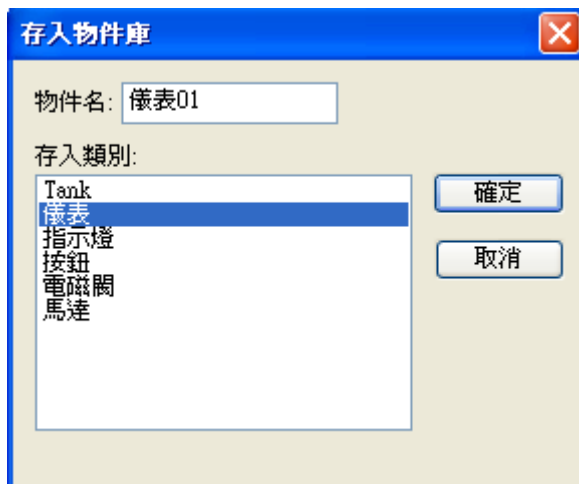 存入物件庫
物件名: 儀表01
存入類別:
Tank
儀表
指示燈
按鈕
電磁閥
馬達
確定
取消